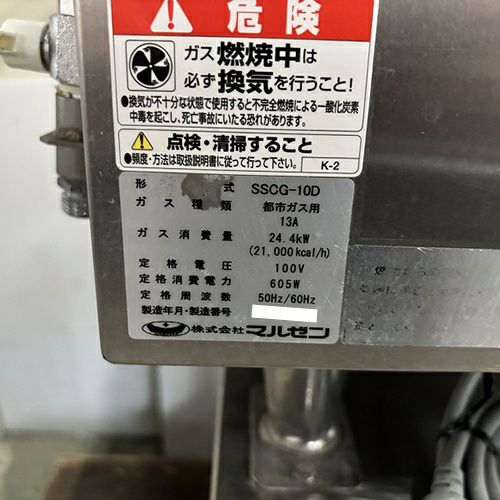 危険
ガス燃焼中は
必ず換気を行うこと!
●換気が不十分な状態で使用すると不完全燃焼による一酸化炭素
中毒を起こし、死亡事故にいたる恐れがあります。
点検・清掃すること
●頻度・方法は取扱説明書に従って行って下さい。
K-2
形 式 SSCG-10D
ガス種類 都市ガス用
13A
ガス消費量 24.4kW
(21,000kcal/h)
定格電圧 100V
定格消費電力 605W
定格周波数 50Hz/60Hz
製造年月・製造番号
株式会社マルゼン